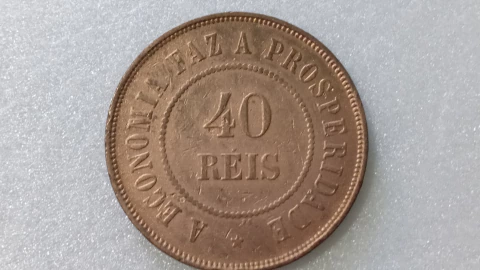 A ECONOMIA FAZ A PROSPERIDADE
40
RÉIS